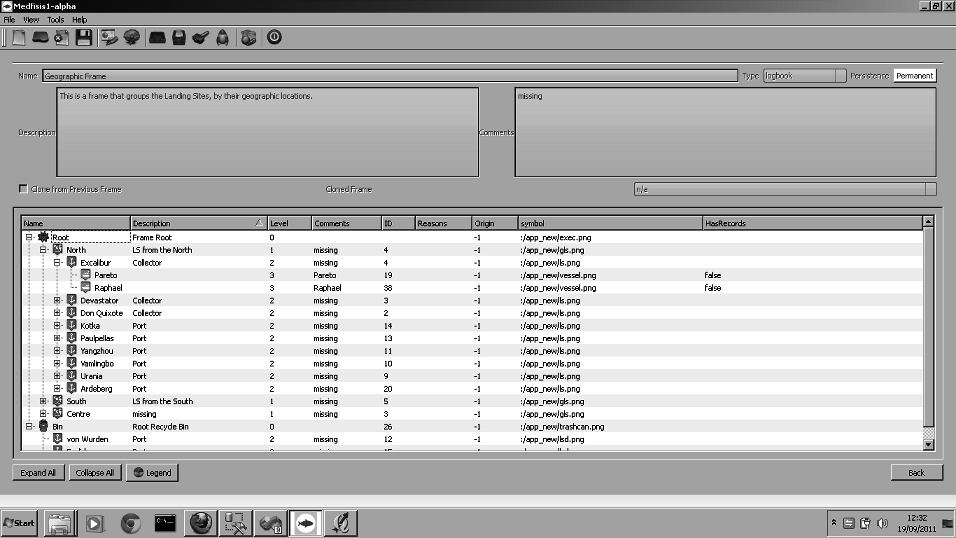 Medfisis1-alpha
File View Tools Help
Name Geographic Frame Type logbook Persistence Permanent
This is a frame that groups the Landing Sites, by their geographic locations.
missing
Description Comments
Clone from Previous Frame Cloned Frame n/a
Name Description Level Comments ID Reasons Origin symbol HasRecords
Root Frame Root 0 -1 :/app_new/exec.png
North LS from the North 1 missing 4 -1 :/app_new/gls.png
Excalibur Collector 2 missing 4 -1 :/app_new/ls.png
Pareto 3 Pareto 19 -1 :/app_new/vessel.png False
Raphael 3 Raphael 38 -1 :/app_new/vessel.png false
Devastator Collector 2 missing 3 -1 :/app_new/ls.png
Don Quixote Collector 2 missing 2 -1 :/app_new/ls.png
Kotka Port 2 missing 14 -1 :/app_new/ls.png
Paulpellas Port 2 missing 13 -1 :/app_new/ls.png
Yangzhou Port 2 missing 11 -1 :/app_new/ls.png
Yamlingbo Port 2 missing 10 -1 :/app_new/ls.png
Urania Port 2 missing 9 -1 :/app_new/ls.png
Ardeberg Port 2 missing 20 -1 :/app_new/ls.png
South LS from the South 1 missing 5 -1 :/app_new/gls.png
Centre missing 1 missing 3 -1 :/app_new/gls.png
Bin Root Recycle Bin 0 26 -1 :/app_new/trashcan.png
von Wurden Port 2 missing 12 -1 :/app_new/lsd.png
Expand All Collapse All Legend Back
Start 12:32
19/09/2011